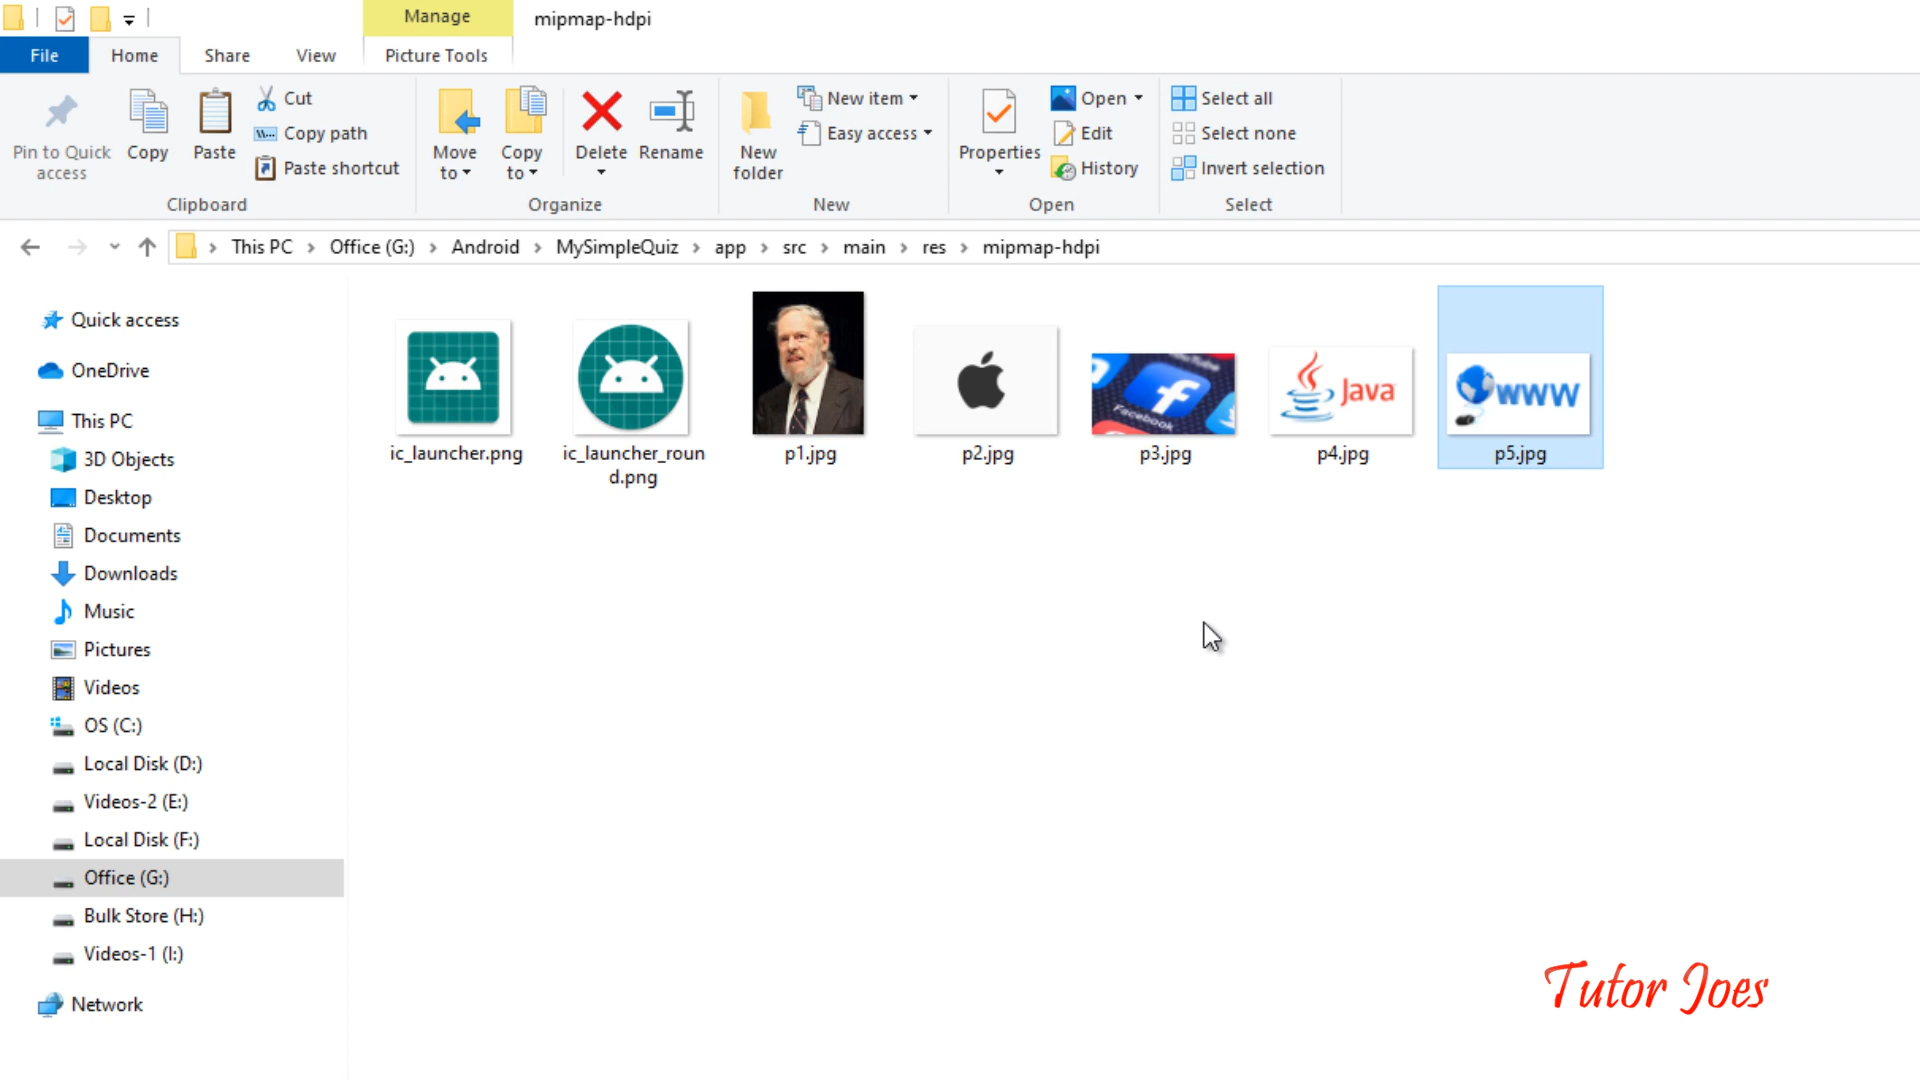 Manage
mipmap-hdpi
File
Home
Share
View
Picture Tools
Pin to Quick access
Copy
Paste
Cut
Copy path
Paste shortcut
Clipboard
Move to
Copy to
Delete
Rename
Organize
New folder
New item
Easy access
New
Properties
Open
Edit
History
Open
Select all
Select none
Invert selection
Select
This PC > Office (G:) > Android > MySimpleQuiz > app > src > main > res > mipmap-hdpi
Quick access
OneDrive
This PC
3D Objects
Desktop
Documents
Downloads
Music
Pictures
Videos
OS (C:)
Local Disk (D:)
Videos-2 (E:)
Local Disk (F:)
Office (G:)
Bulk Store (H:)
Videos-1 (I:)
Network
Facebook
Java
WWW
ic_launcher.png
ic_launcher_roun
d.png
p1.jpg
p2.jpg
p3.jpg
p4.jpg
p5.jpg
Tutor Joes